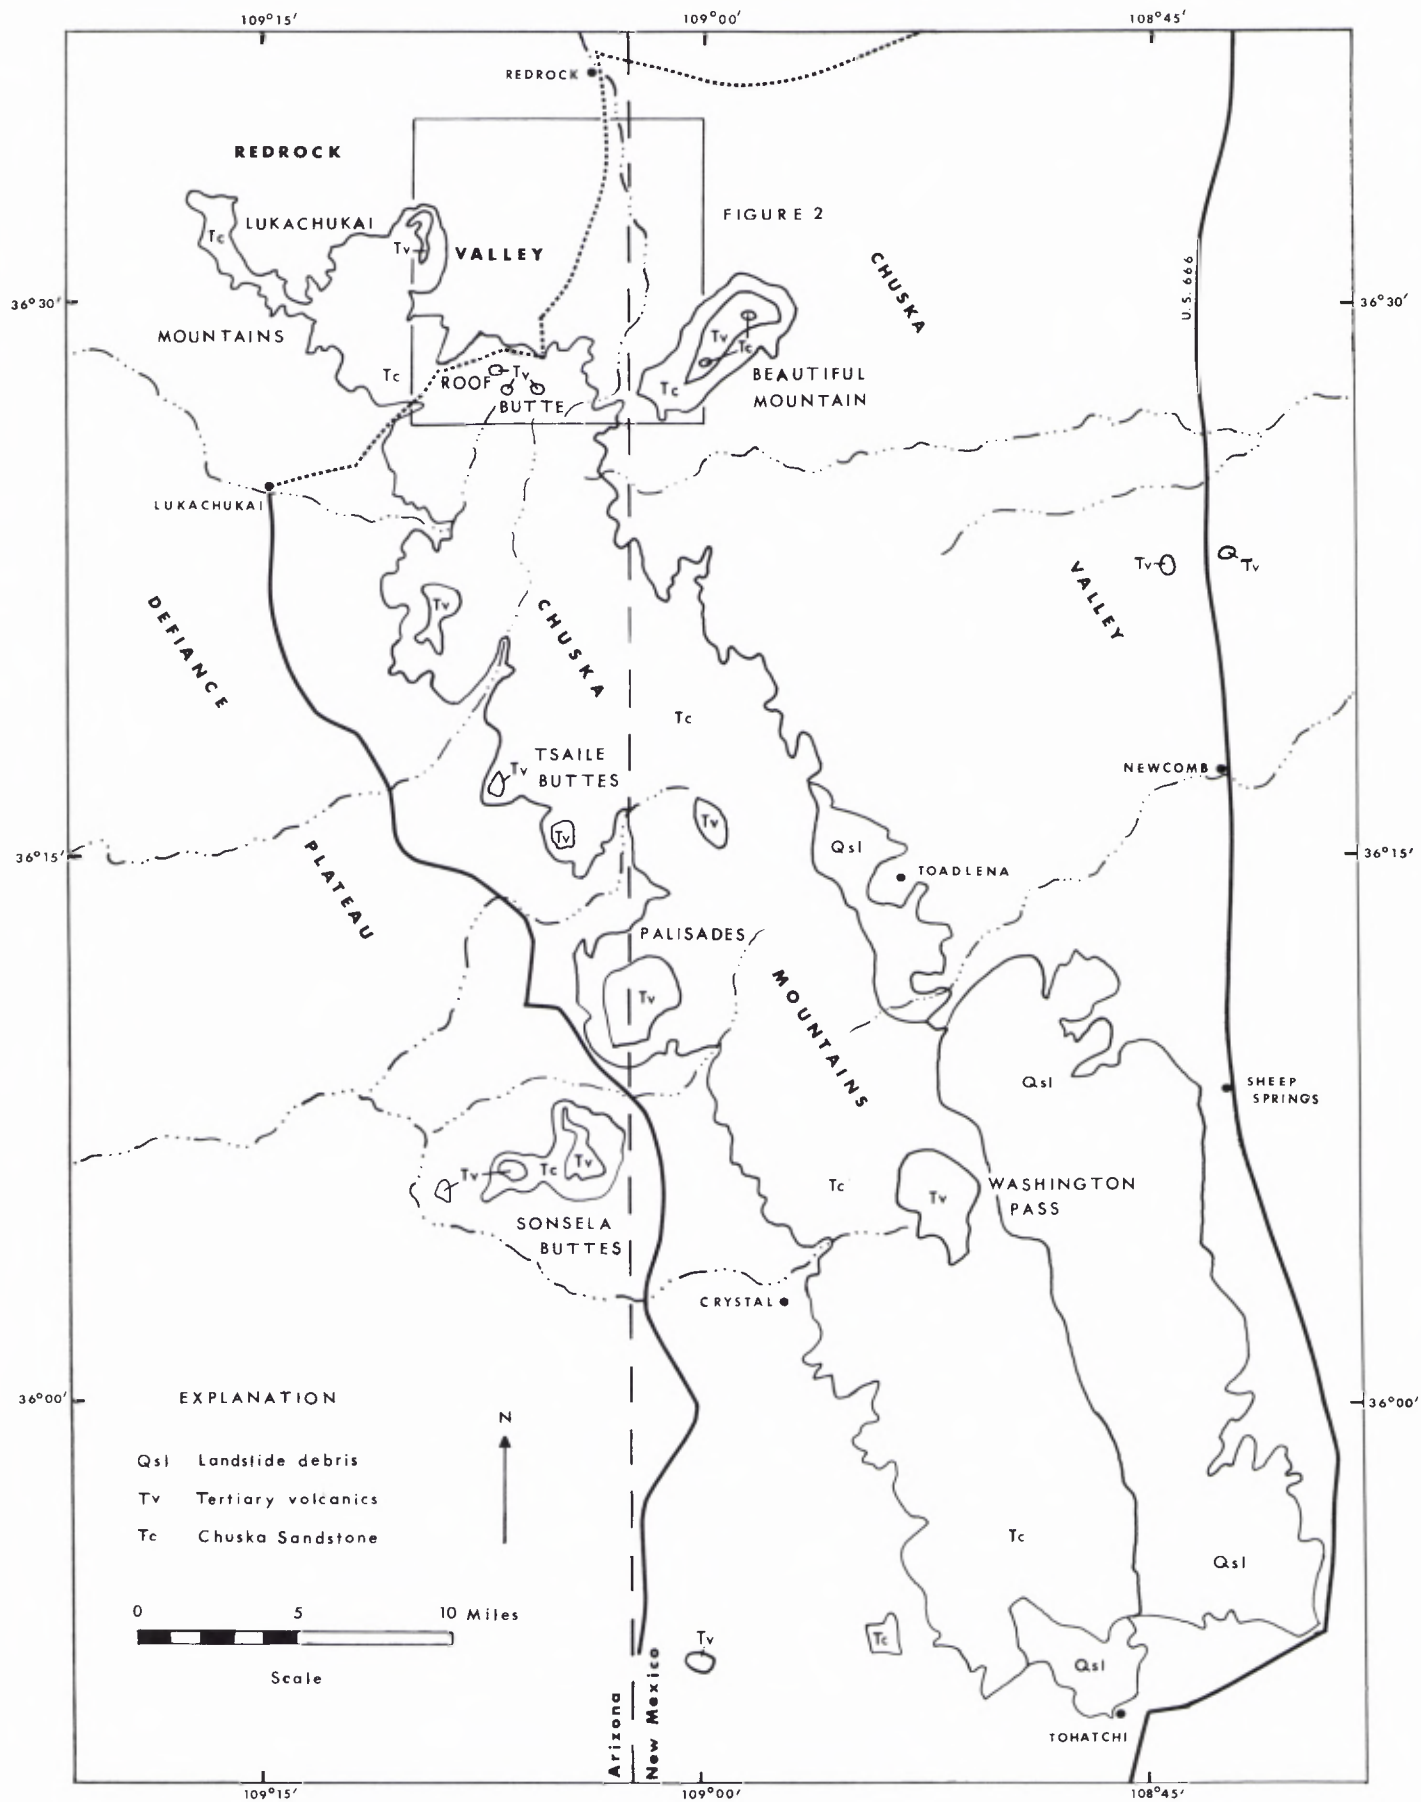 109°15′ 109°00′ 108°45′
REDROCK
REDROCK
FIGURE 2
LUKACHUKAI
Tc
Tv
VALLEY
CHUSKA
U.S. 666
36°30′ 36°30′
MOUNTAINS
Tv
Tc
Tc
ROOF Tv
BUTTE
Tc
BEAUTIFUL
MOUNTAIN
LUKACHUKAI
Tv
Tv
VALLEY
DEFIANCE
Tv
CHUSKA
Tc
TSAILE
BUTTES
Tv
NEWCOMB
Tv
Tv
Qsl
36°15′ 36°15′
TOADLENA
PLATEAU
PALISADES
Tv
MOUNTAINS
Qsl
SHEEP
SPRINGS
Tv
Tc
Tv
Tc
Tv
WASHINGTON
PASS
SONSELA
BUTTES
CRYSTAL
36°00′ 36°00′
EXPLANATION
N
Qsl Landslide debris
Tv Tertiary volcanics
Tc Chuska Sandstone
Tc
Qsl
0 5 10 Miles
Scale
Tv
Tc
Qsl
Arizona
New Mexico
TOHATCHI
109°15′ 109°00′ 108°45′